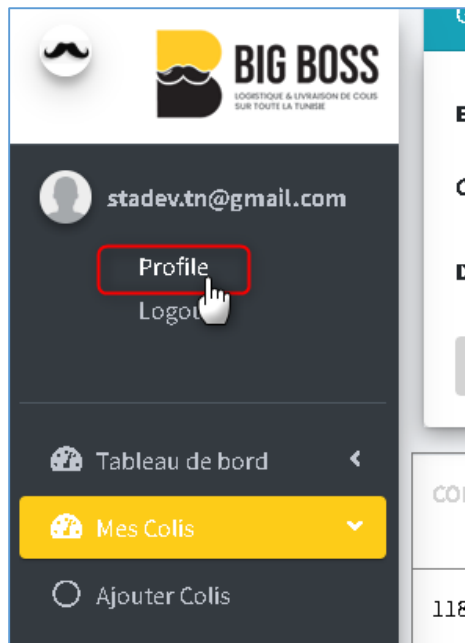 BIG BOSS
LOGISTIQUE & LIVRAISON DE COLIS
SUR TOUTE LA TUNISIE
stadev.tn@gmail.com
Profile
Tableau de bord
Mes Colis
Ajouter Colis
118